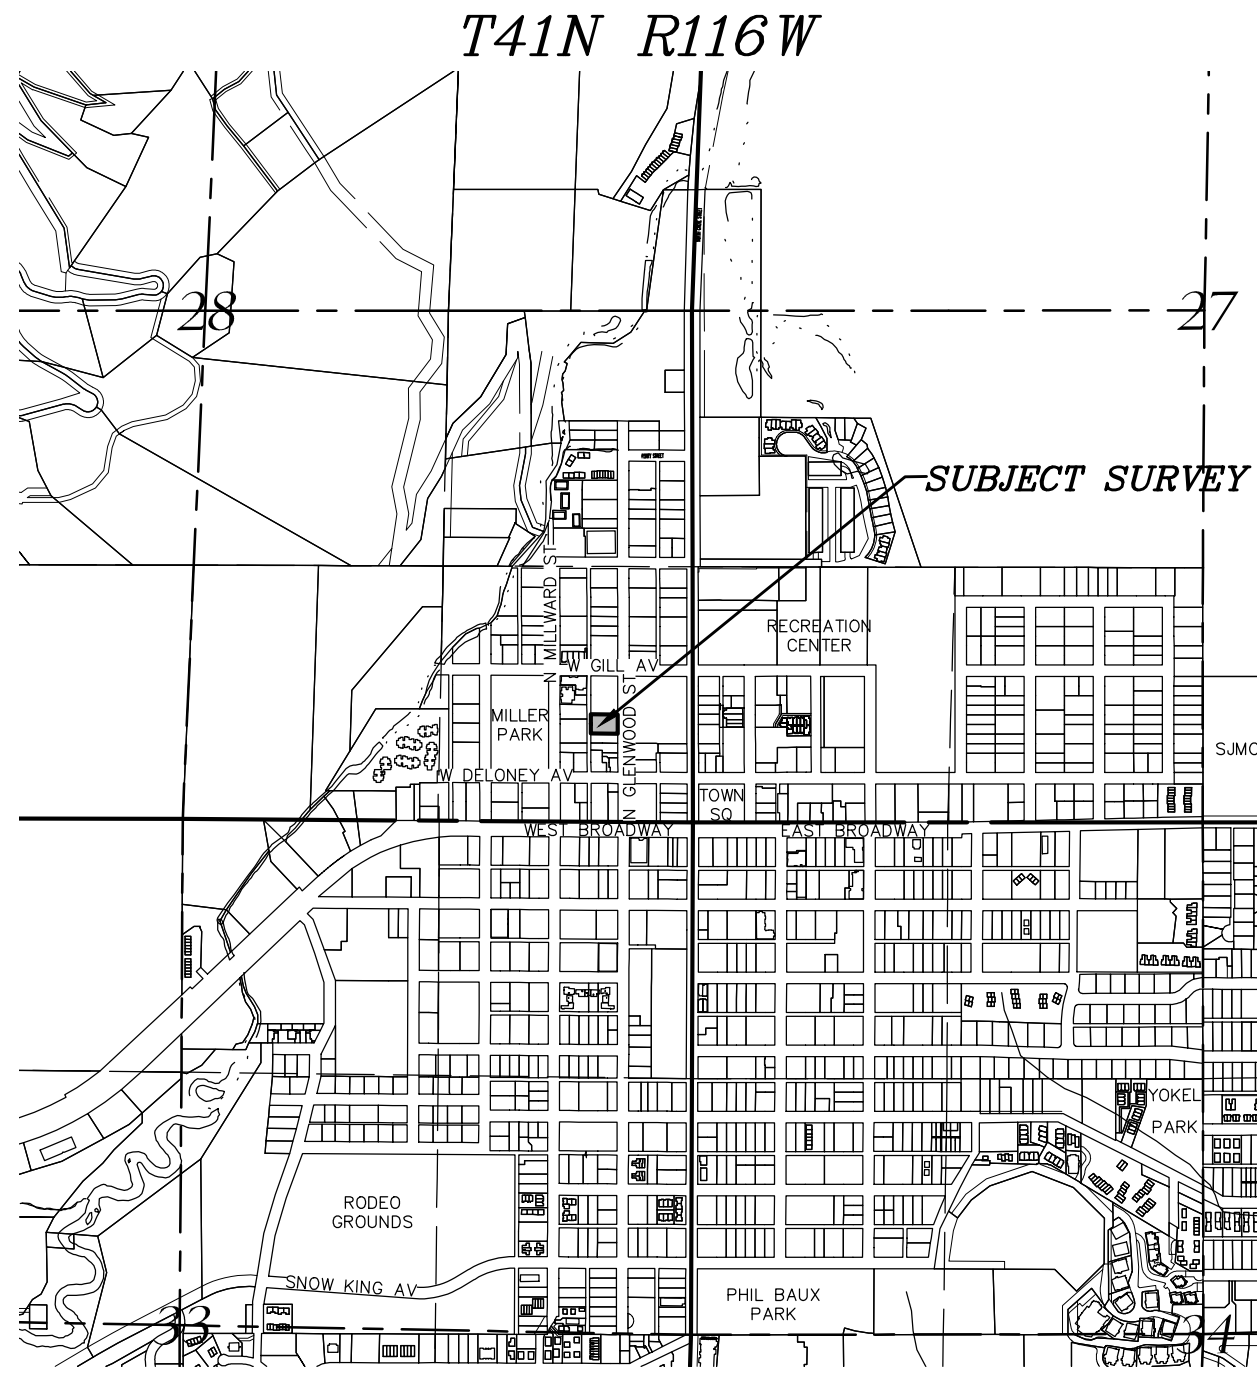 T41N R116W
28
27
SUBJECT SURVEY
N MILLWARD ST
RECREATION
CENTER
W GILL AV
MILLER
PARK
N GLENWOOD ST
SJMC
W DELONEY AV
TOWN
SQ
WEST BROADWAY
EAST BROADWAY
YOKEL
PARK
RODEO
GROUNDS
SNOW KING AV
PHIL BAUX
PARK
33
34